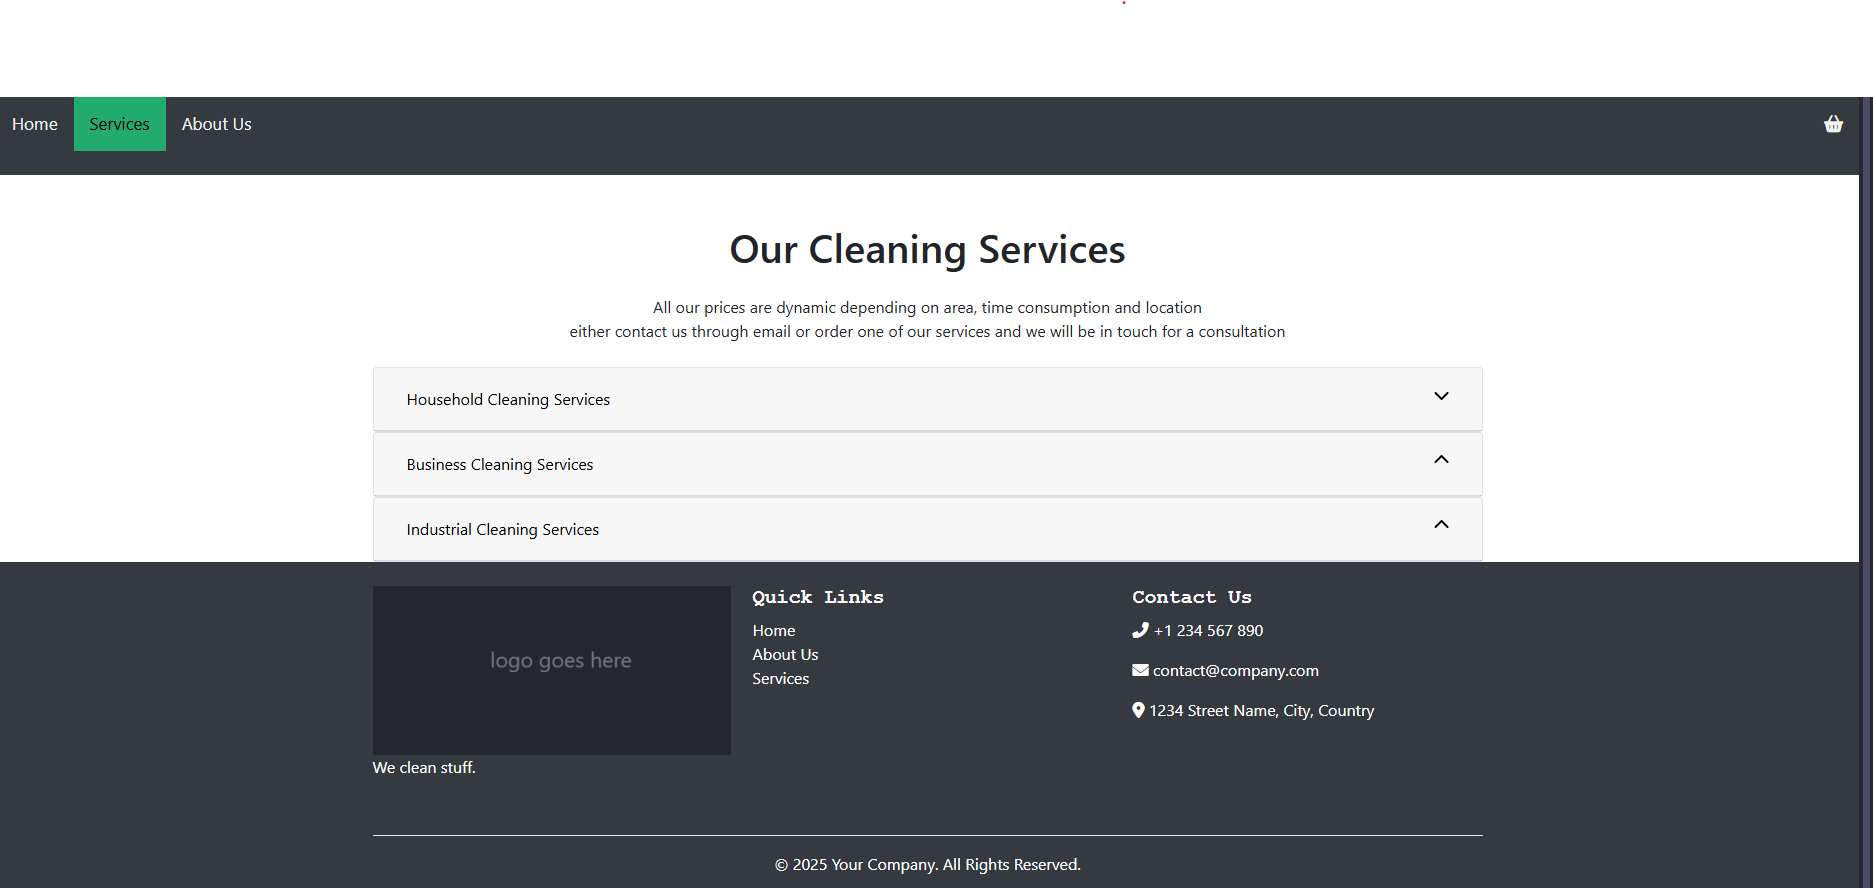 Home Services About Us
Our Cleaning Services
All our prices are dynamic depending on area, time consumption and location
either contact us through email or order one of our services and we will be in touch for a consultation
Household Cleaning Services
Business Cleaning Services
Industrial Cleaning Services
logo goes here
We clean stuff.
Quick Links
Home
About Us
Services
Contact Us
+1 234 567 890
contact@company.com
1234 Street Name, City, Country
© 2025 Your Company. All Rights Reserved.